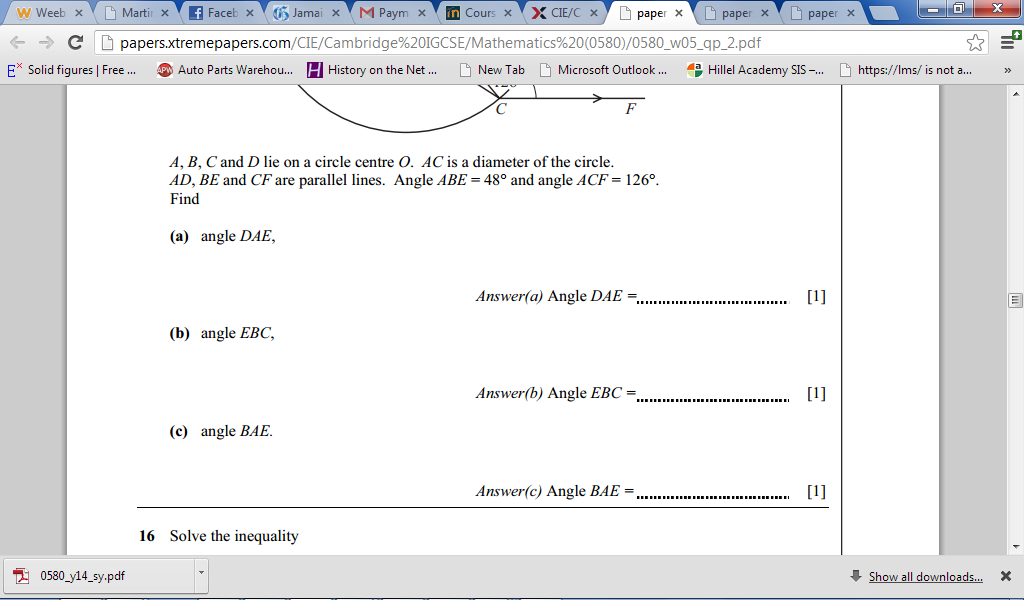 Weeb
Martin
Faceb
Jamai
Paym
Cours
CIE/C
paper
paper
paper
papers.xtremepapers.com/CIE/Cambridge%20IGCSE/Mathematics%20(0580)/0580_w05_qp_2.pdf
Solid figures | Free ...
Auto Parts Warehou...
History on the Net ...
New Tab
Microsoft Outlook ...
Hillel Academy SIS –...
https://lms/ is not a...
»
C
F
A, B, C and D lie on a circle centre O. AC is a diameter of the circle.
AD, BE and CF are parallel lines. Angle ABE = 48° and angle ACF = 126°.
Find
(a) angle DAE,
Answer(a) Angle DAE = ................................ [1]
(b) angle EBC,
Answer(b) Angle EBC = ................................ [1]
(c) angle BAE.
Answer(c) Angle BAE = ................................ [1]
16 Solve the inequality
0580_y14_sy.pdf
Show all downloads...